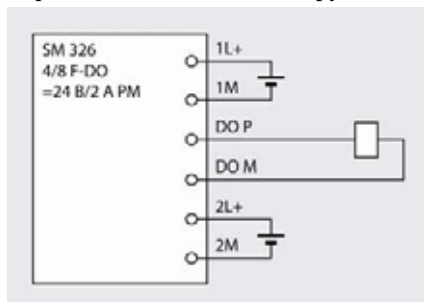 SM 326
4/8 F-DO
=24 B/2 A PM
1L+
1M
DO P
DO M
2L+
2M